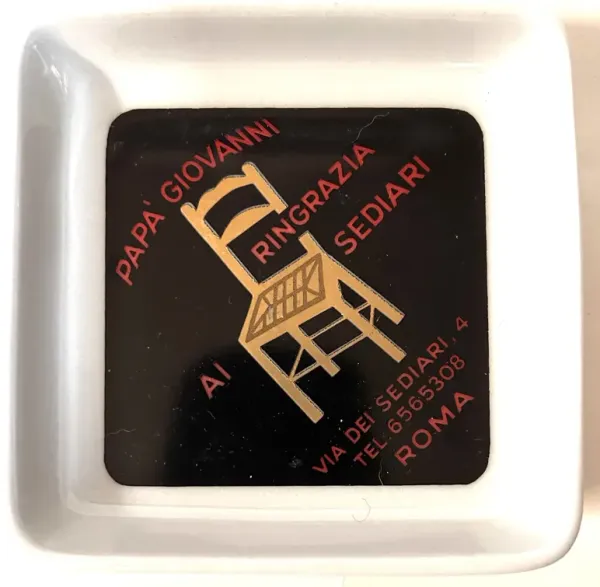 PAPA' GIOVANNI
RINGRAZIA
AI SEDIARI
VIA DEI SEDIARI, 4
TEL. 6565308
ROMA